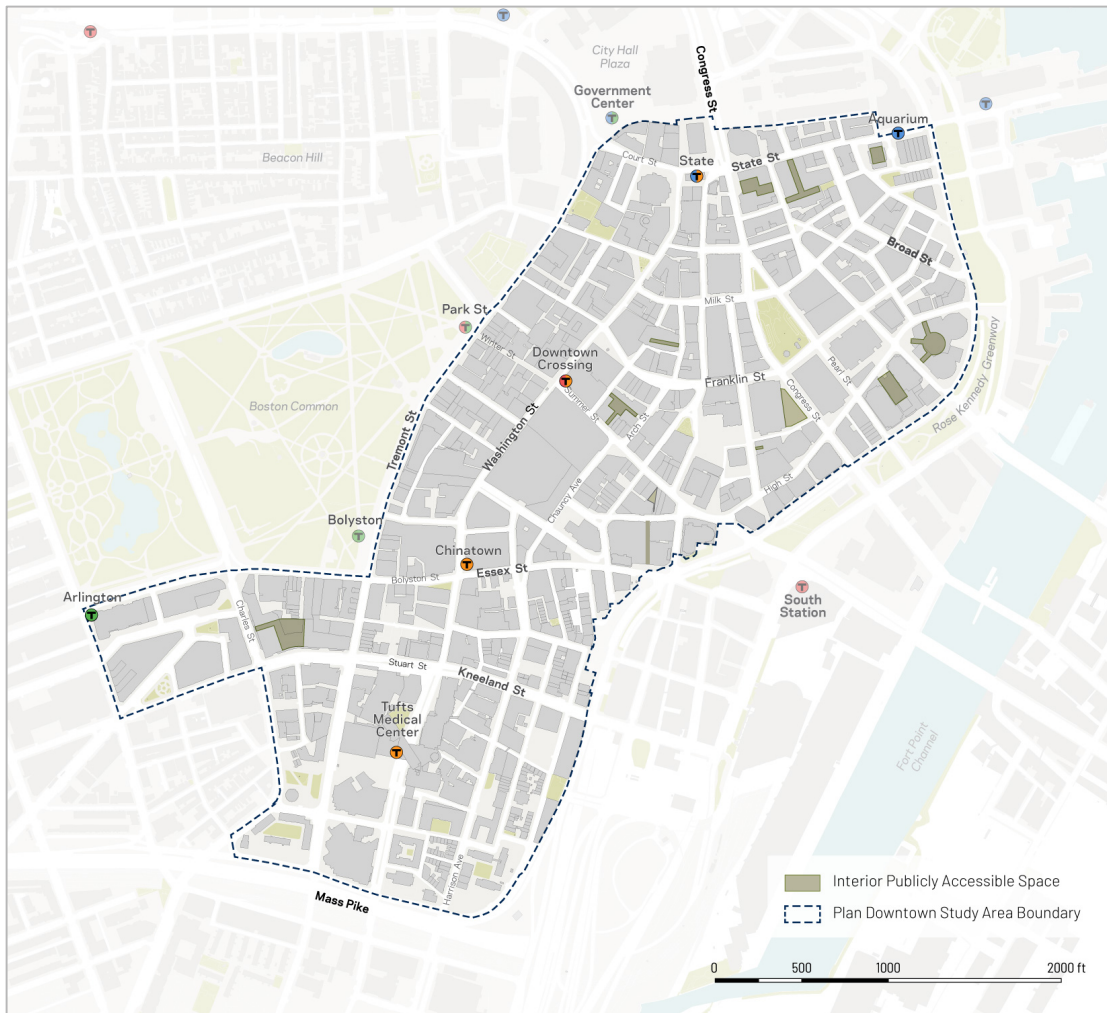 City Hall
Plaza
Congress St
Government
Center
Aquarium
Beacon Hill
Court St
State
State St
Broad St
Park St
Milk St
Winter St
Downtown
Crossing
Franklin St
Pearl St
Congress St
Rose Kennedy Greenway
Boston Common
Tremont St
Washington St
Summer St
Arch St
High St
Chauncy Ave
Bolyston
Chinatown
Essex St
Bolyston St
Arlington
Charles St
South
Station
Stuart St
Kneeland St
Tufts
Medical
Center
Fort Point
Channel
Harrison Ave
Mass Pike
Interior Publicly Accessible Space
Plan Downtown Study Area Boundary
0 500 1000 2000 ft